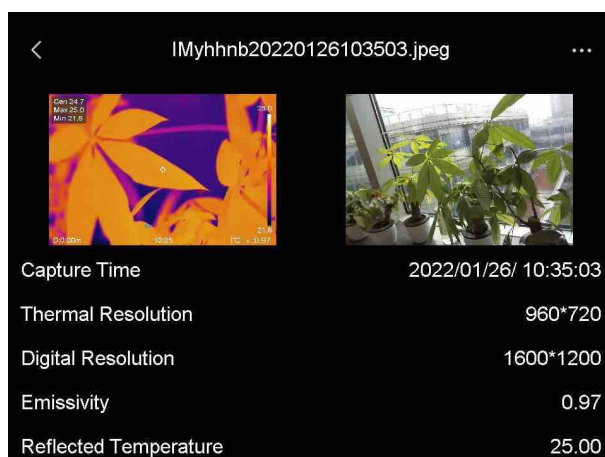 IMyhhnb20220126103503.jpeg
Cen 24.7
Max 25.0
Min 21.8
25.0
21.8
10:35
Capture Time 2022/01/26/ 10:35:03
Thermal Resolution 960*720
Digital Resolution 1600*1200
Emissivity 0.97
Reflected Temperature 25.00